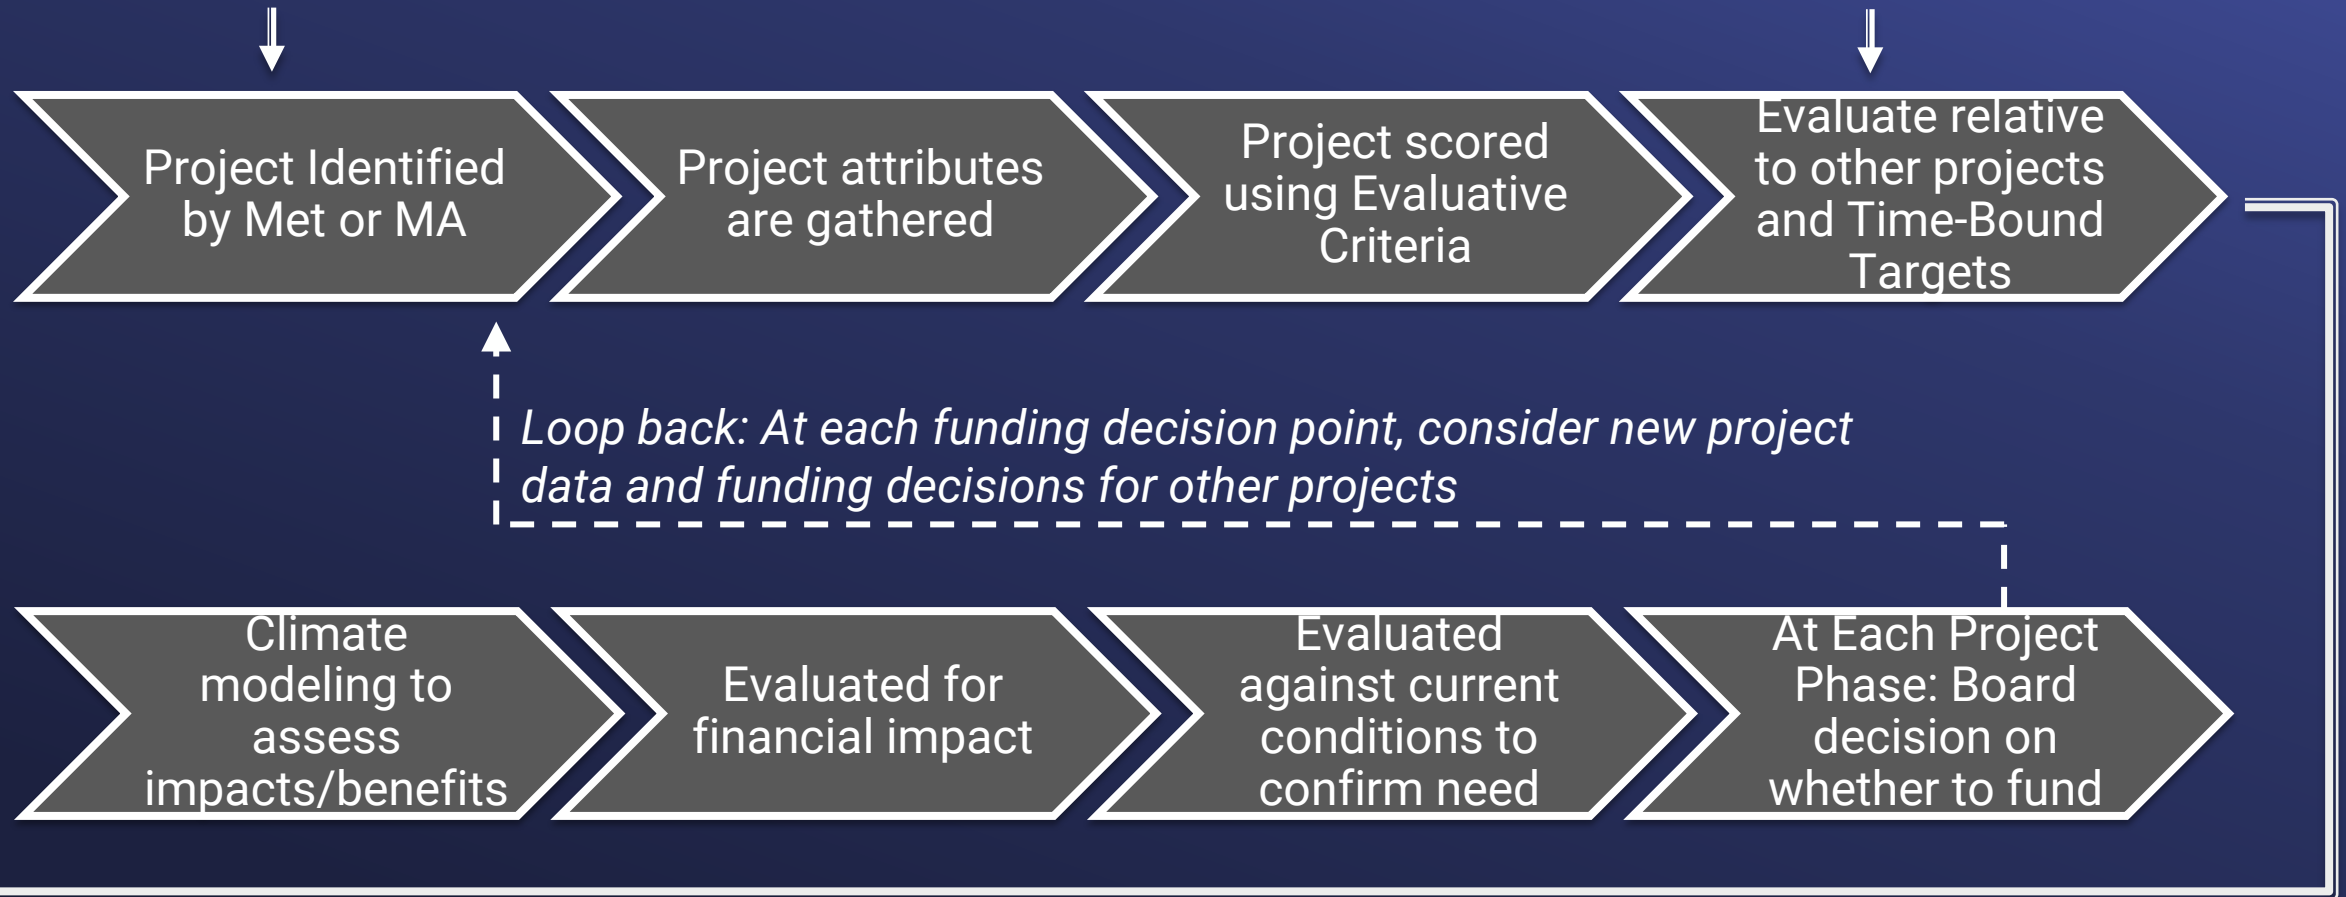 Project Identified
by Met or MA
Project attributes
are gathered
Project scored
using Evaluative
Criteria
Evaluate relative
to other projects
and Time-Bound
Targets
Loop back: At each funding decision point, consider new project
data and funding decisions for other projects
Climate
modeling to
assess
impacts/benefits
Evaluated for
financial impact
Evaluated
against current
conditions to
confirm need
At Each Project
Phase: Board
decision on
whether to fund